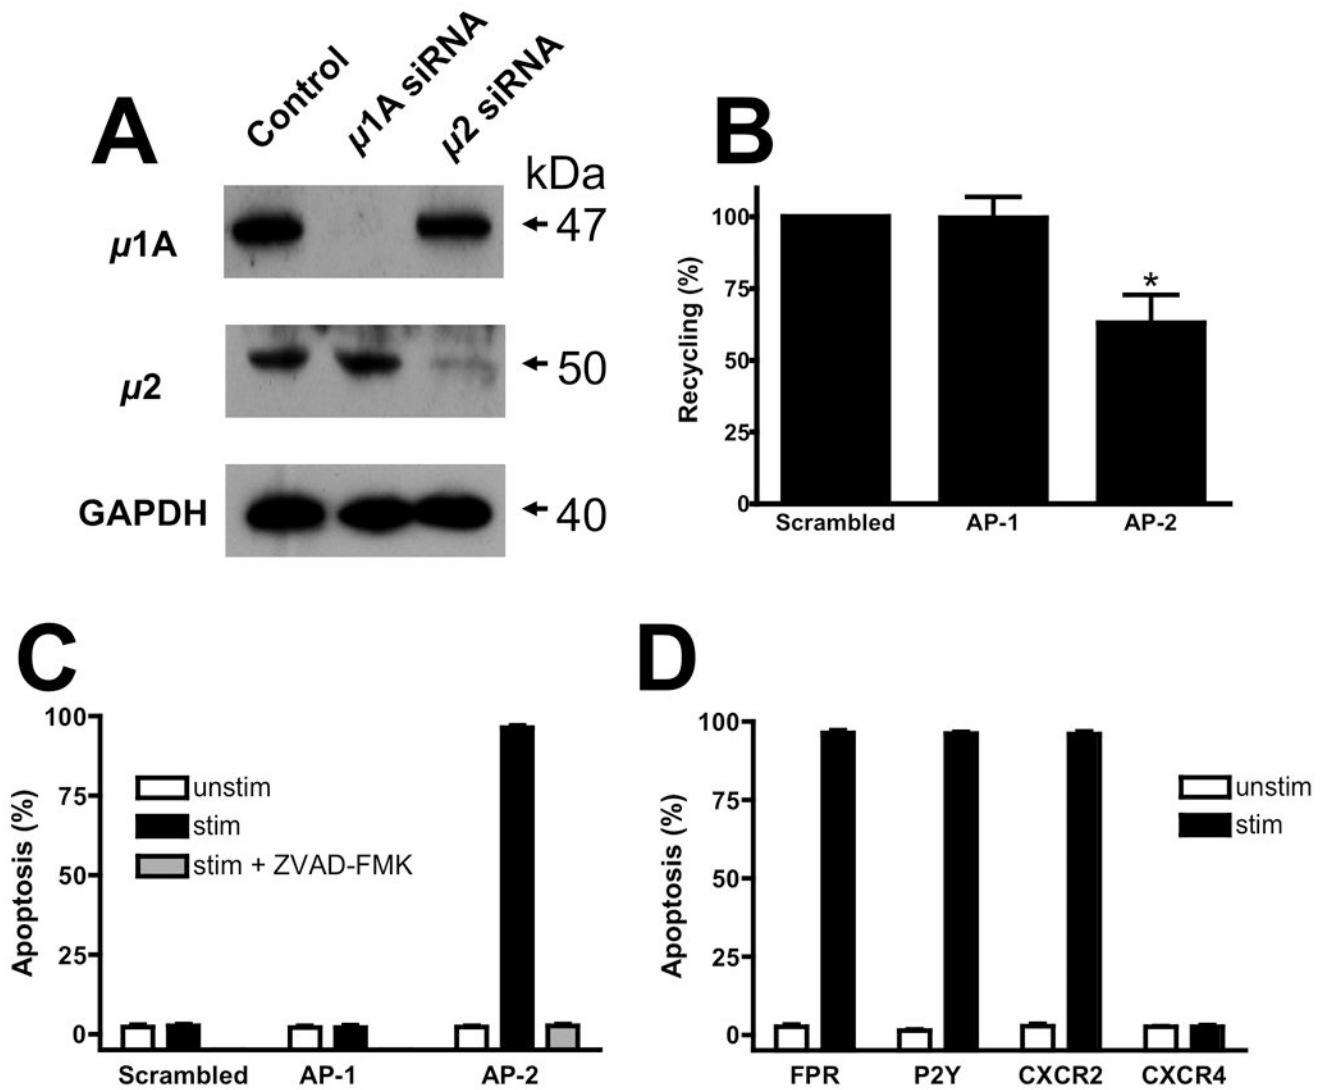 A
Control
µ1A siRNA
µ2 siRNA
kDa
µ1A
47
µ2
50
GAPDH
40
B
Recycling (%)
100
75
50
25
0
*
Scrambled AP-1 AP-2
C
Apoptosis (%)
100
75
50
25
0
unstim
stim
stim + ZVAD-FMK
Scrambled AP-1 AP-2
D
Apoptosis (%)
100
75
50
25
0
unstim
stim
FPR P2Y CXCR2 CXCR4